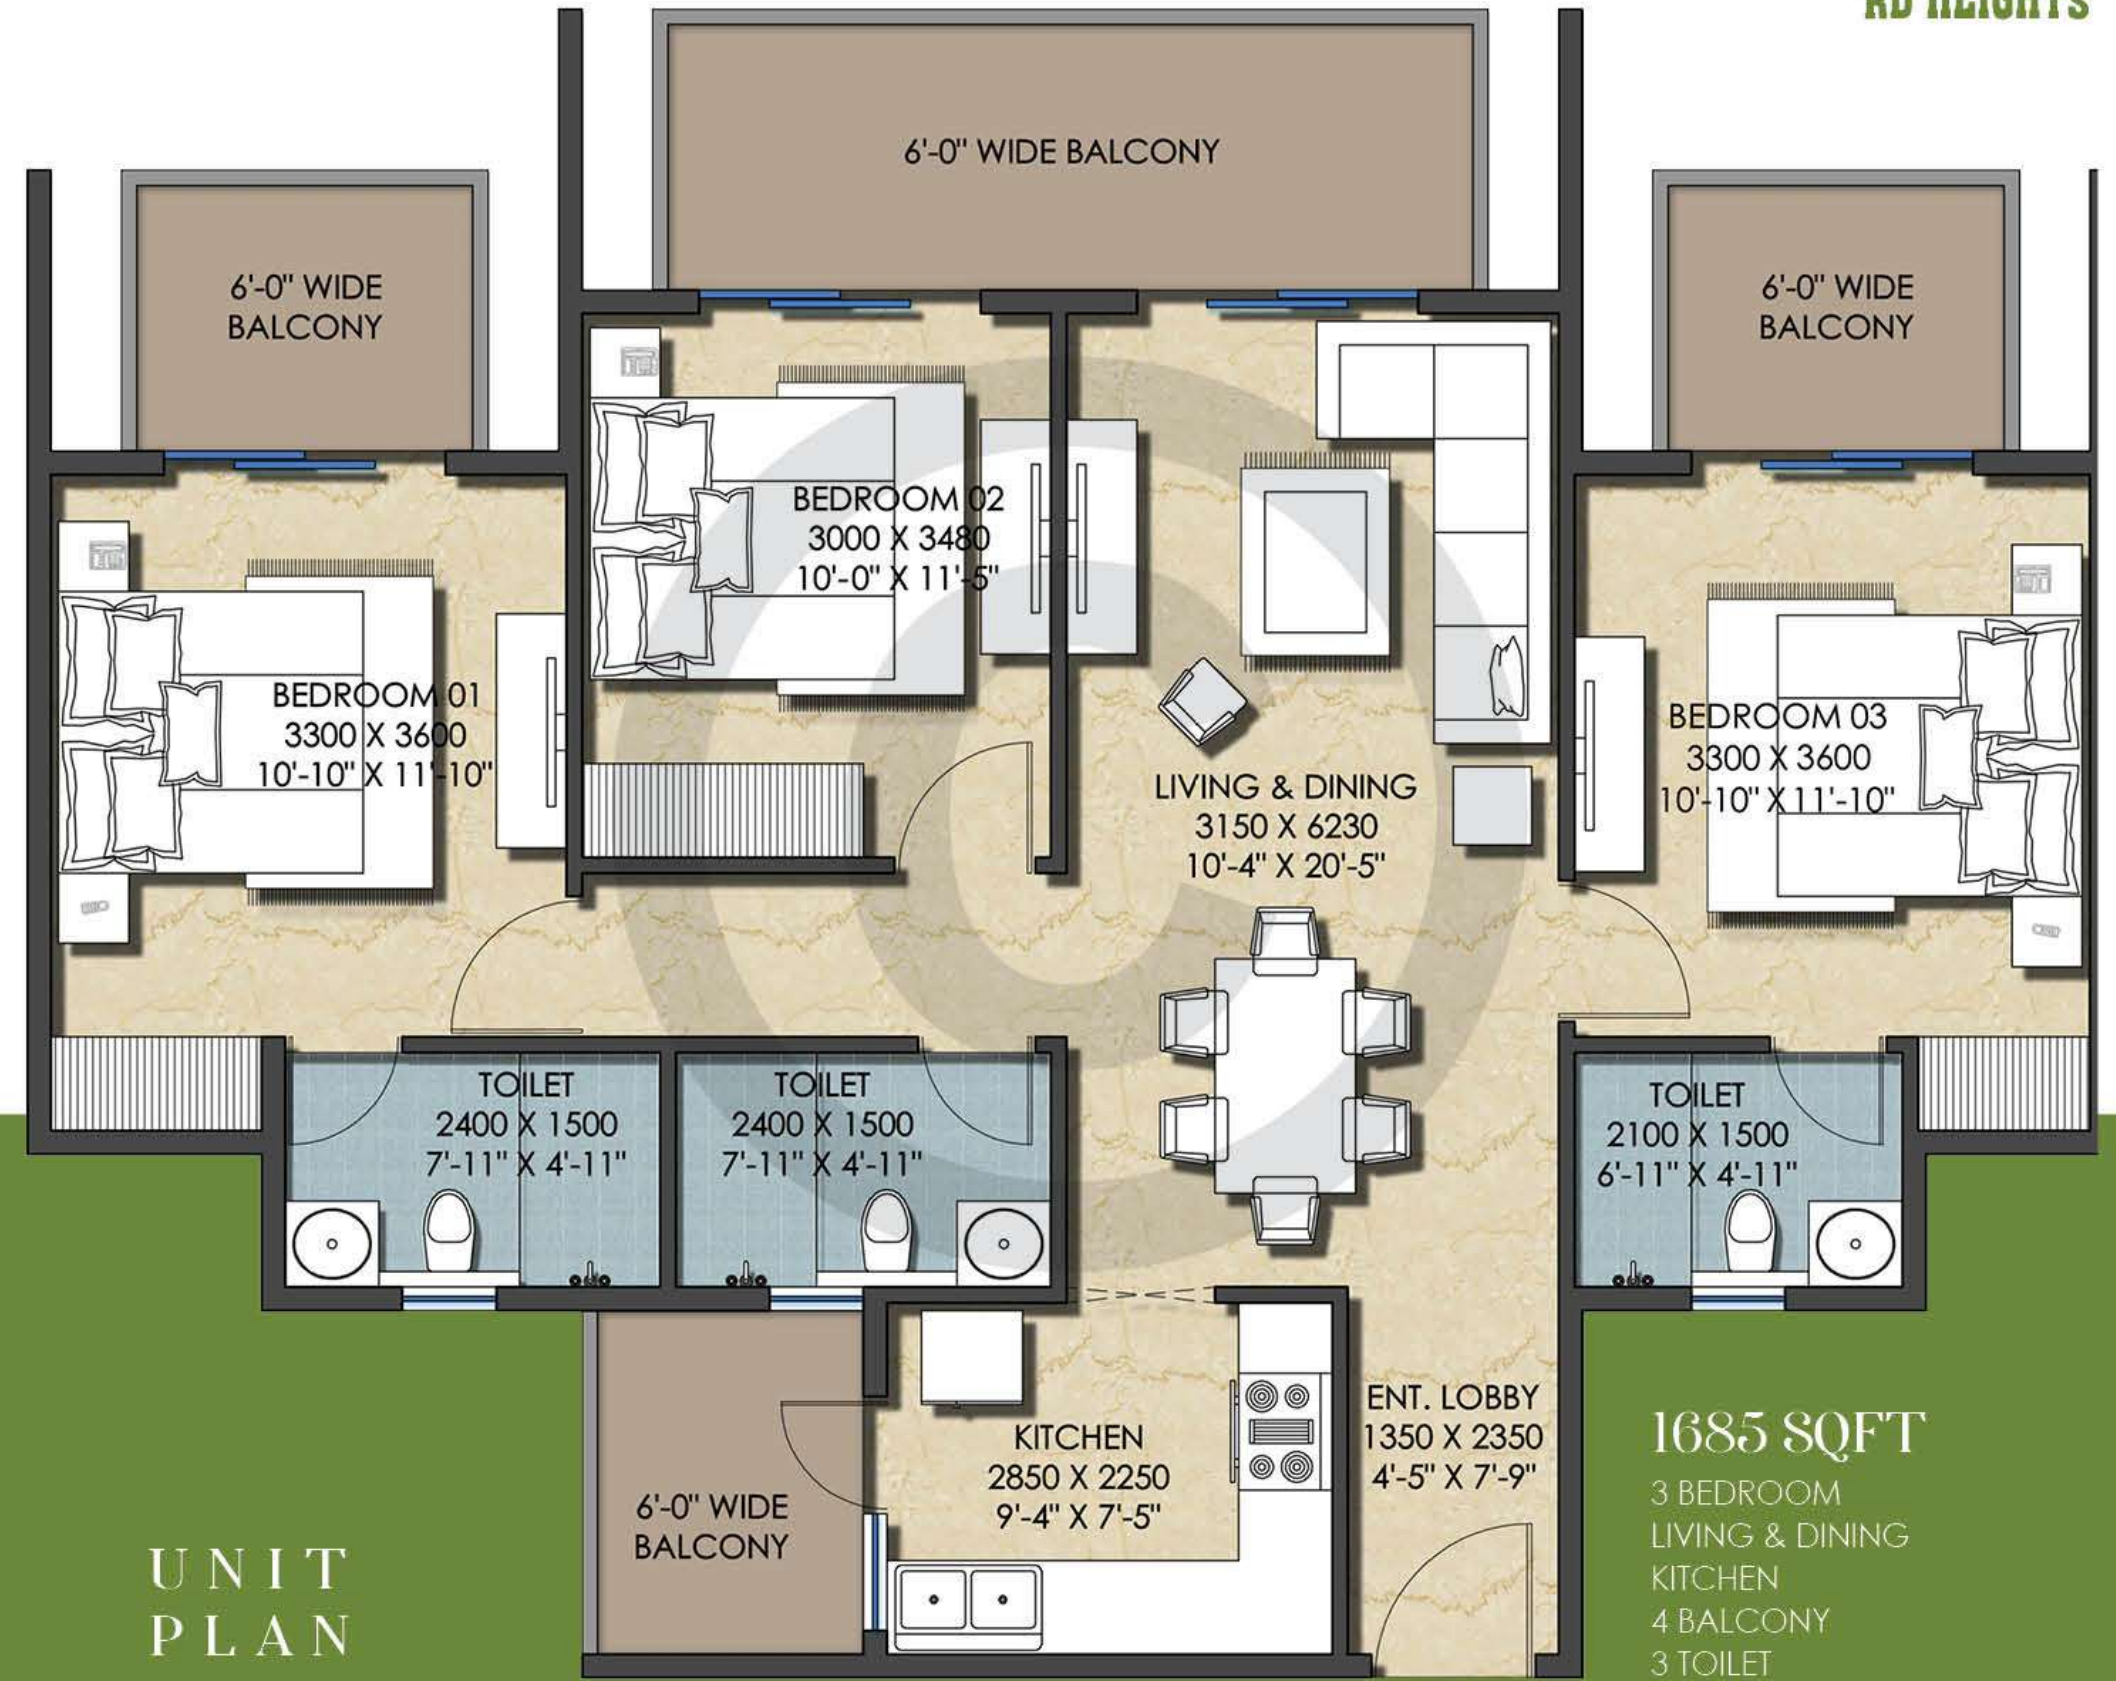 RD HEIGHTS
6'-0" WIDE BALCONY
6'-0" WIDE
BALCONY
6'-0" WIDE
BALCONY
BEDROOM 02
3000 X 3480
10'-0" X 11'-5"
BEDROOM 01
3300 X 3600
10'-10" X 11'-10"
LIVING & DINING
3150 X 6230
10'-4" X 20'-5"
BEDROOM 03
3300 X 3600
10'-10" X 11'-10"
TOILET
2400 X 1500
7'-11" X 4'-11"
TOILET
2400 X 1500
7'-11" X 4'-11"
TOILET
2100 X 1500
6'-11" X 4'-11"
6'-0" WIDE
BALCONY
KITCHEN
2850 X 2250
9'-4" X 7'-5"
ENT. LOBBY
1350 X 2350
4'-5" X 7'-9"
UNIT
PLAN
1685 SQFT
3 BEDROOM
LIVING & DINING
KITCHEN
4 BALCONY
3 TOILET
©